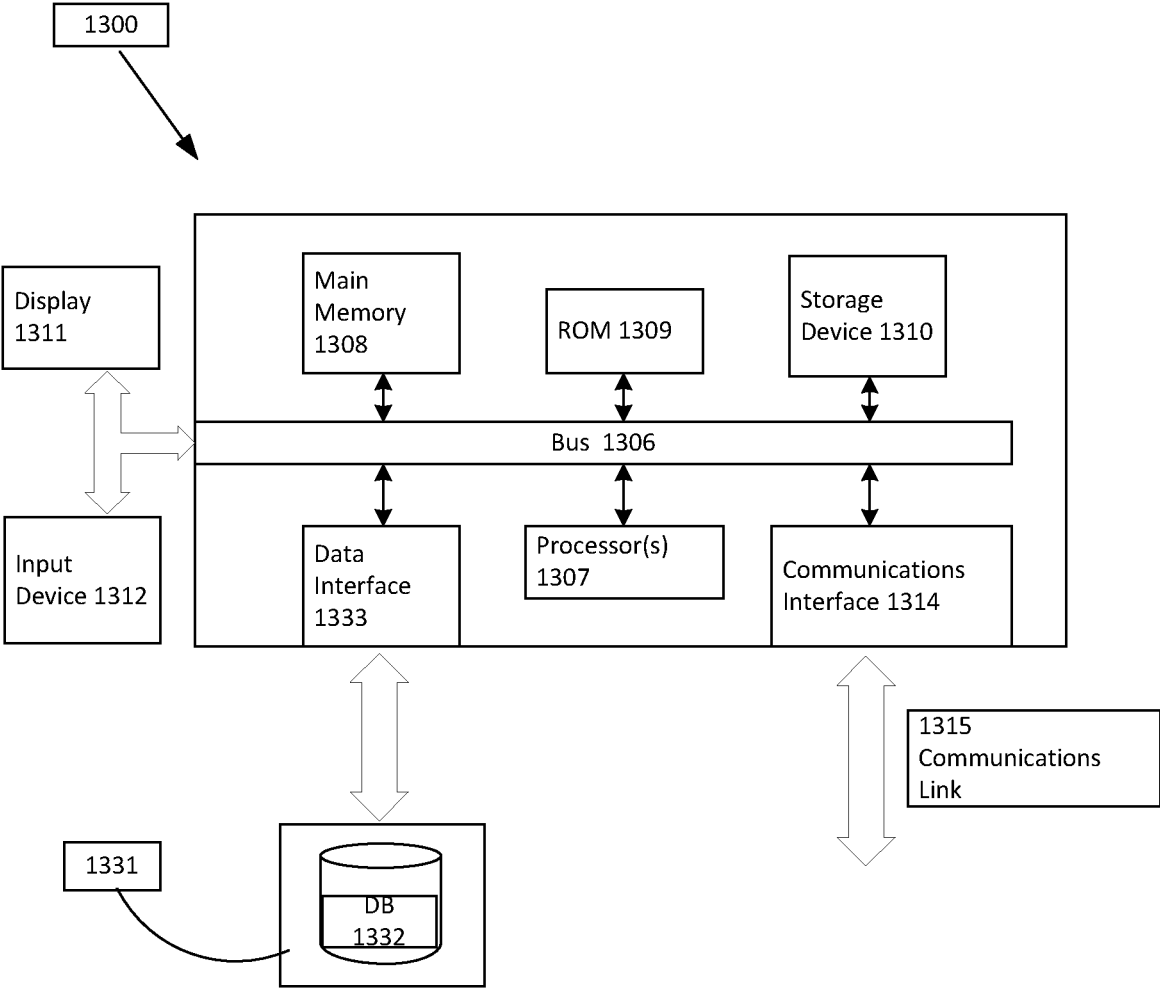 1300
Display
1311
Main
Memory
1308
ROM 1309
Storage
Device 1310
Bus 1306
Input
Device 1312
Data
Interface
1333
Processor(s)
1307
Communications
Interface 1314
1315
Communications
Link
1331
DB
1332